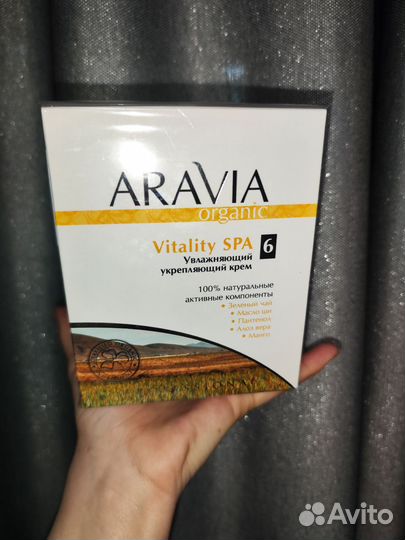 ARAVIA
organic
Vitality SPA 6
Увлажняющий
укрепляющий крем
100% натуральные
активные компоненты
• Зеленый чай
• Масло ши
• Пантенол
• Алоэ вера
• Манго
Avito